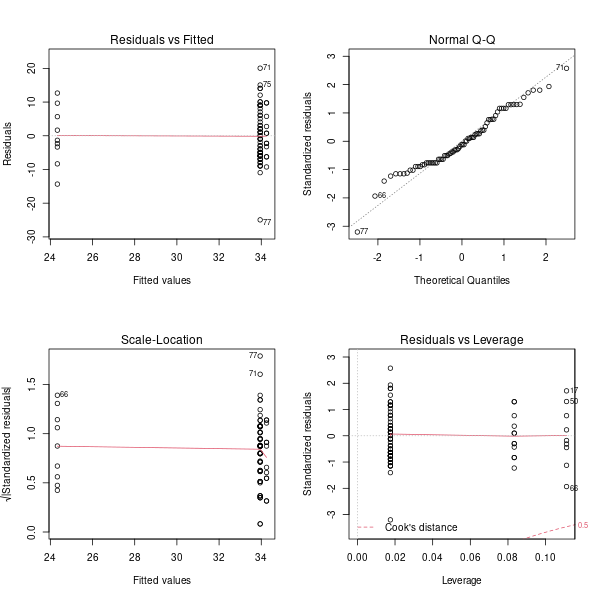 Residuals vs Fitted
Residuals
20
10
0
-10
-20
-30
71
75
77
24 26 28 30 32 34
Fitted values
Normal Q-Q
Standardized residuals
3
2
1
0
-1
-2
-3
71
66
77
-2 -1 0 1 2
Theoretical Quantiles
Scale-Location
√|Standardized residuals|
1.5
1.0
0.5
0.0
77
71
66
24 26 28 30 32 34
Fitted values
Residuals vs Leverage
Standardized residuals
3
2
1
0
-1
-2
-3
17
50
66
Cook's distance
0.5
0.00 0.02 0.04 0.06 0.08 0.10
Leverage